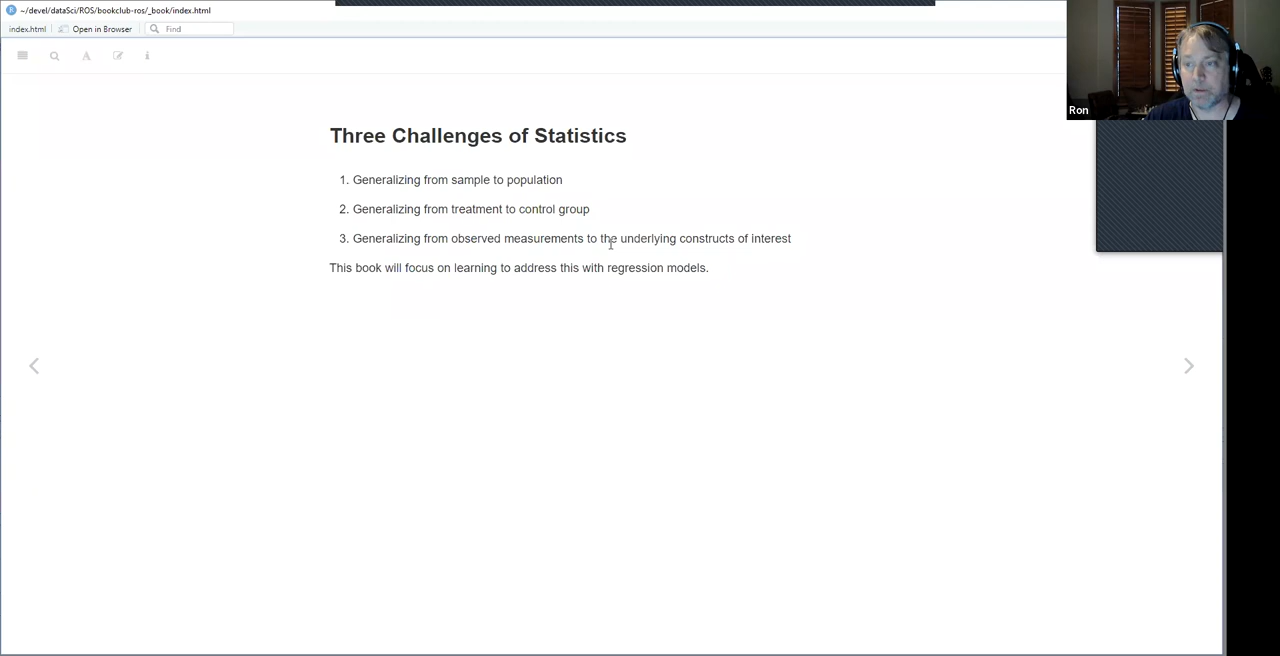 ~/devel/dataSci/ROS/bookclub-ros/_book/index.html
index.html Open in Browser Find
Ron
Three Challenges of Statistics
1. Generalizing from sample to population
2. Generalizing from treatment to control group
3. Generalizing from observed measurements to the underlying constructs of interest
This book will focus on learning to address this with regression models.